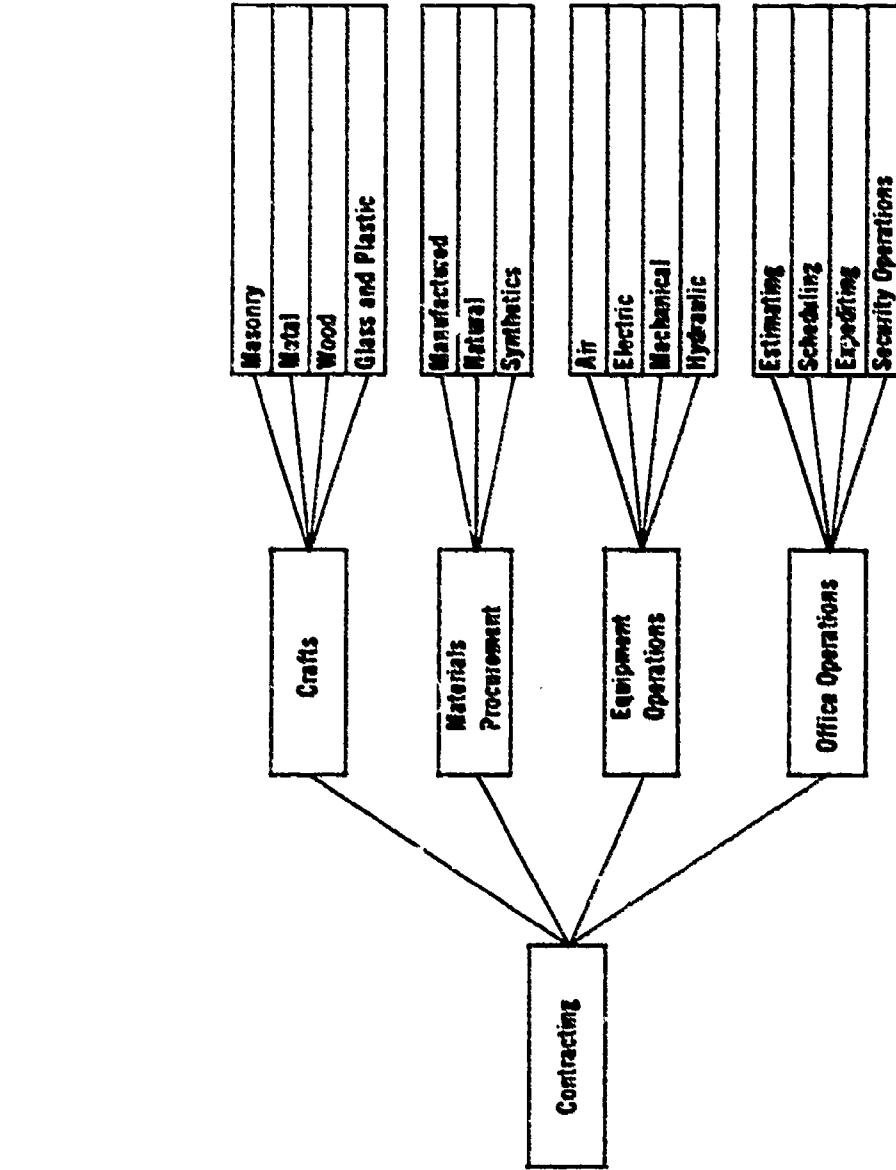 Contracting
Crafts
Masonry
Metal
Wood
Glass and Plastic
Materials
Procurement
Manufactured
Natural
Synthetics
Equipment
Operations
Air
Electric
Mechanical
Hydraulic
Office Operations
Estimating
Scheduling
Expediting
Security Operations